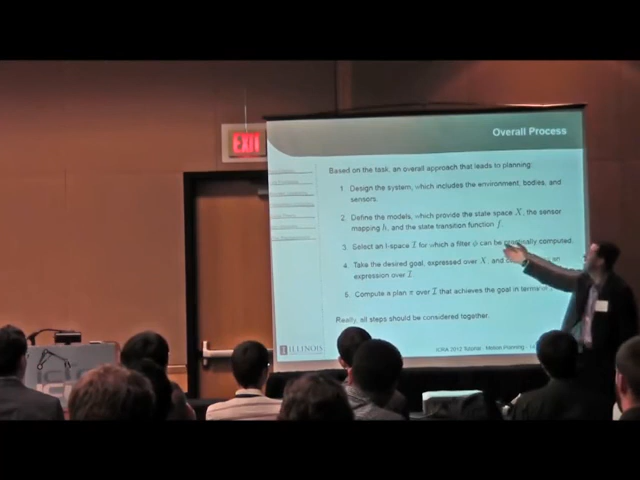 EXIT
Overall Process
Based on the task, an overall approach that leads to planning:
1. Design the system, which includes the environment, bodies, and
sensors.
2. Define the models, which provide the state space X, the sensor
mapping h, and the state transition function f.
3. Select an I-space I for which a filter ϕ can be practically computed.
4. Take the desired goal, expressed over X, and an
expression over I.
5. Compute a plan π over I that achieves the goal in terms of
Really, all steps should be considered together.
ILLINOIS
ICRA 2012 Tutorial - Motion Planning - 14